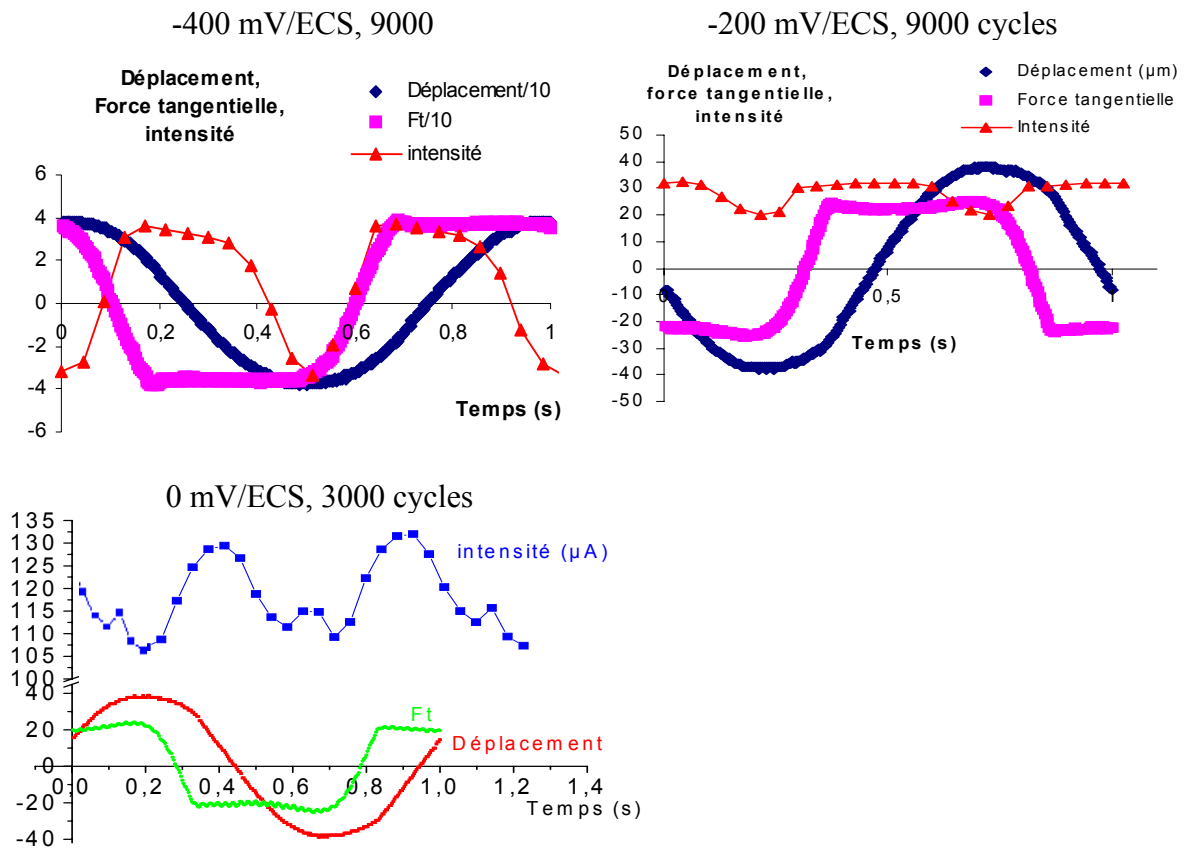 -400 mV/ECS, 9000
Déplacement,
Force tangentielle,
intensité
Déplacement/10
Ft/10
intensité
6
4
2
0
-2
-4
-6
0
0,2
0,4
0,6
0,8
1
Temps (s)
-200 mV/ECS, 9000 cycles
Déplacement,
force tangentielle,
intensité
Déplacement (µm)
Force tangentielle
Intensité
50
40
30
20
10
0
-10
-20
-30
-40
-50
0
0,5
1
Temps (s)
0 mV/ECS, 3000 cycles
135
130
125
120
115
110
105
100
40
20
0
-20
-40
intensité (µA)
Ft
Déplacement
0,0
0,2
0,4
0,6
0,8
1,0
1,2
1,4
Temps (s)